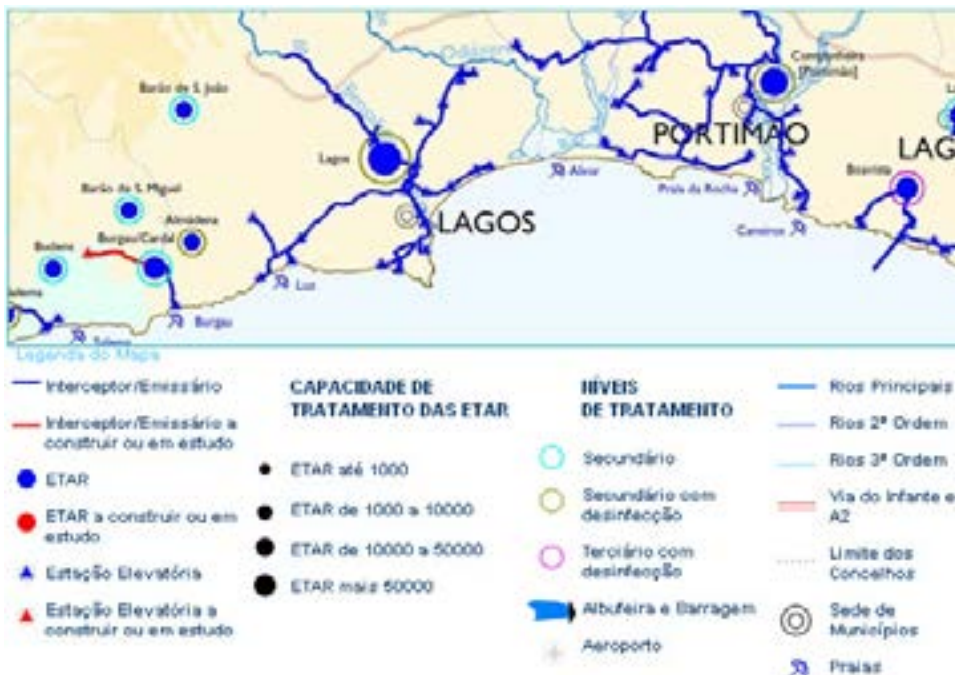 Companheira
[Portimão]
Barão de S. João
PORTIMÃO
Lagos
Alvor
LAG
Boavista
Praia da Rocha
Barão de S. Miguel
Almádena
LAGOS
Burgau/Cardal
Budens
Luz
Burgau
Salema
Legenda do Mapa
Interceptor/Emissário
Interceptor/Emissário a
construir ou em estudo
ETAR
ETAR a construir ou em
estudo
Estação Elevatória
Estação Elevatória a
construir ou em estudo
CAPACIDADE DE
TRATAMENTO DAS ETAR
ETAR até 1000
ETAR de 1000 a 10000
ETAR de 10000 a 50000
ETAR mais 50000
NÍVEIS
DE TRATAMENTO
Secundário
Secundário com
desinfecção
Terciário com
desinfecção
Albufeira e Barragem
Aeroporto
Rios Principais
Rios 2ª Ordem
Rios 3ª Ordem
Via do Infante e
A2
Limite dos
Concelhos
Sede de
Municípios
Praias